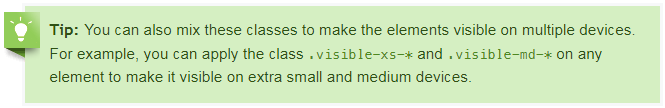 Tip: You can also mix these classes to make the elements visible on multiple devices.
For example, you can apply the class .visible-xs-* and .visible-md-* on any
element to make it visible on extra small and medium devices.